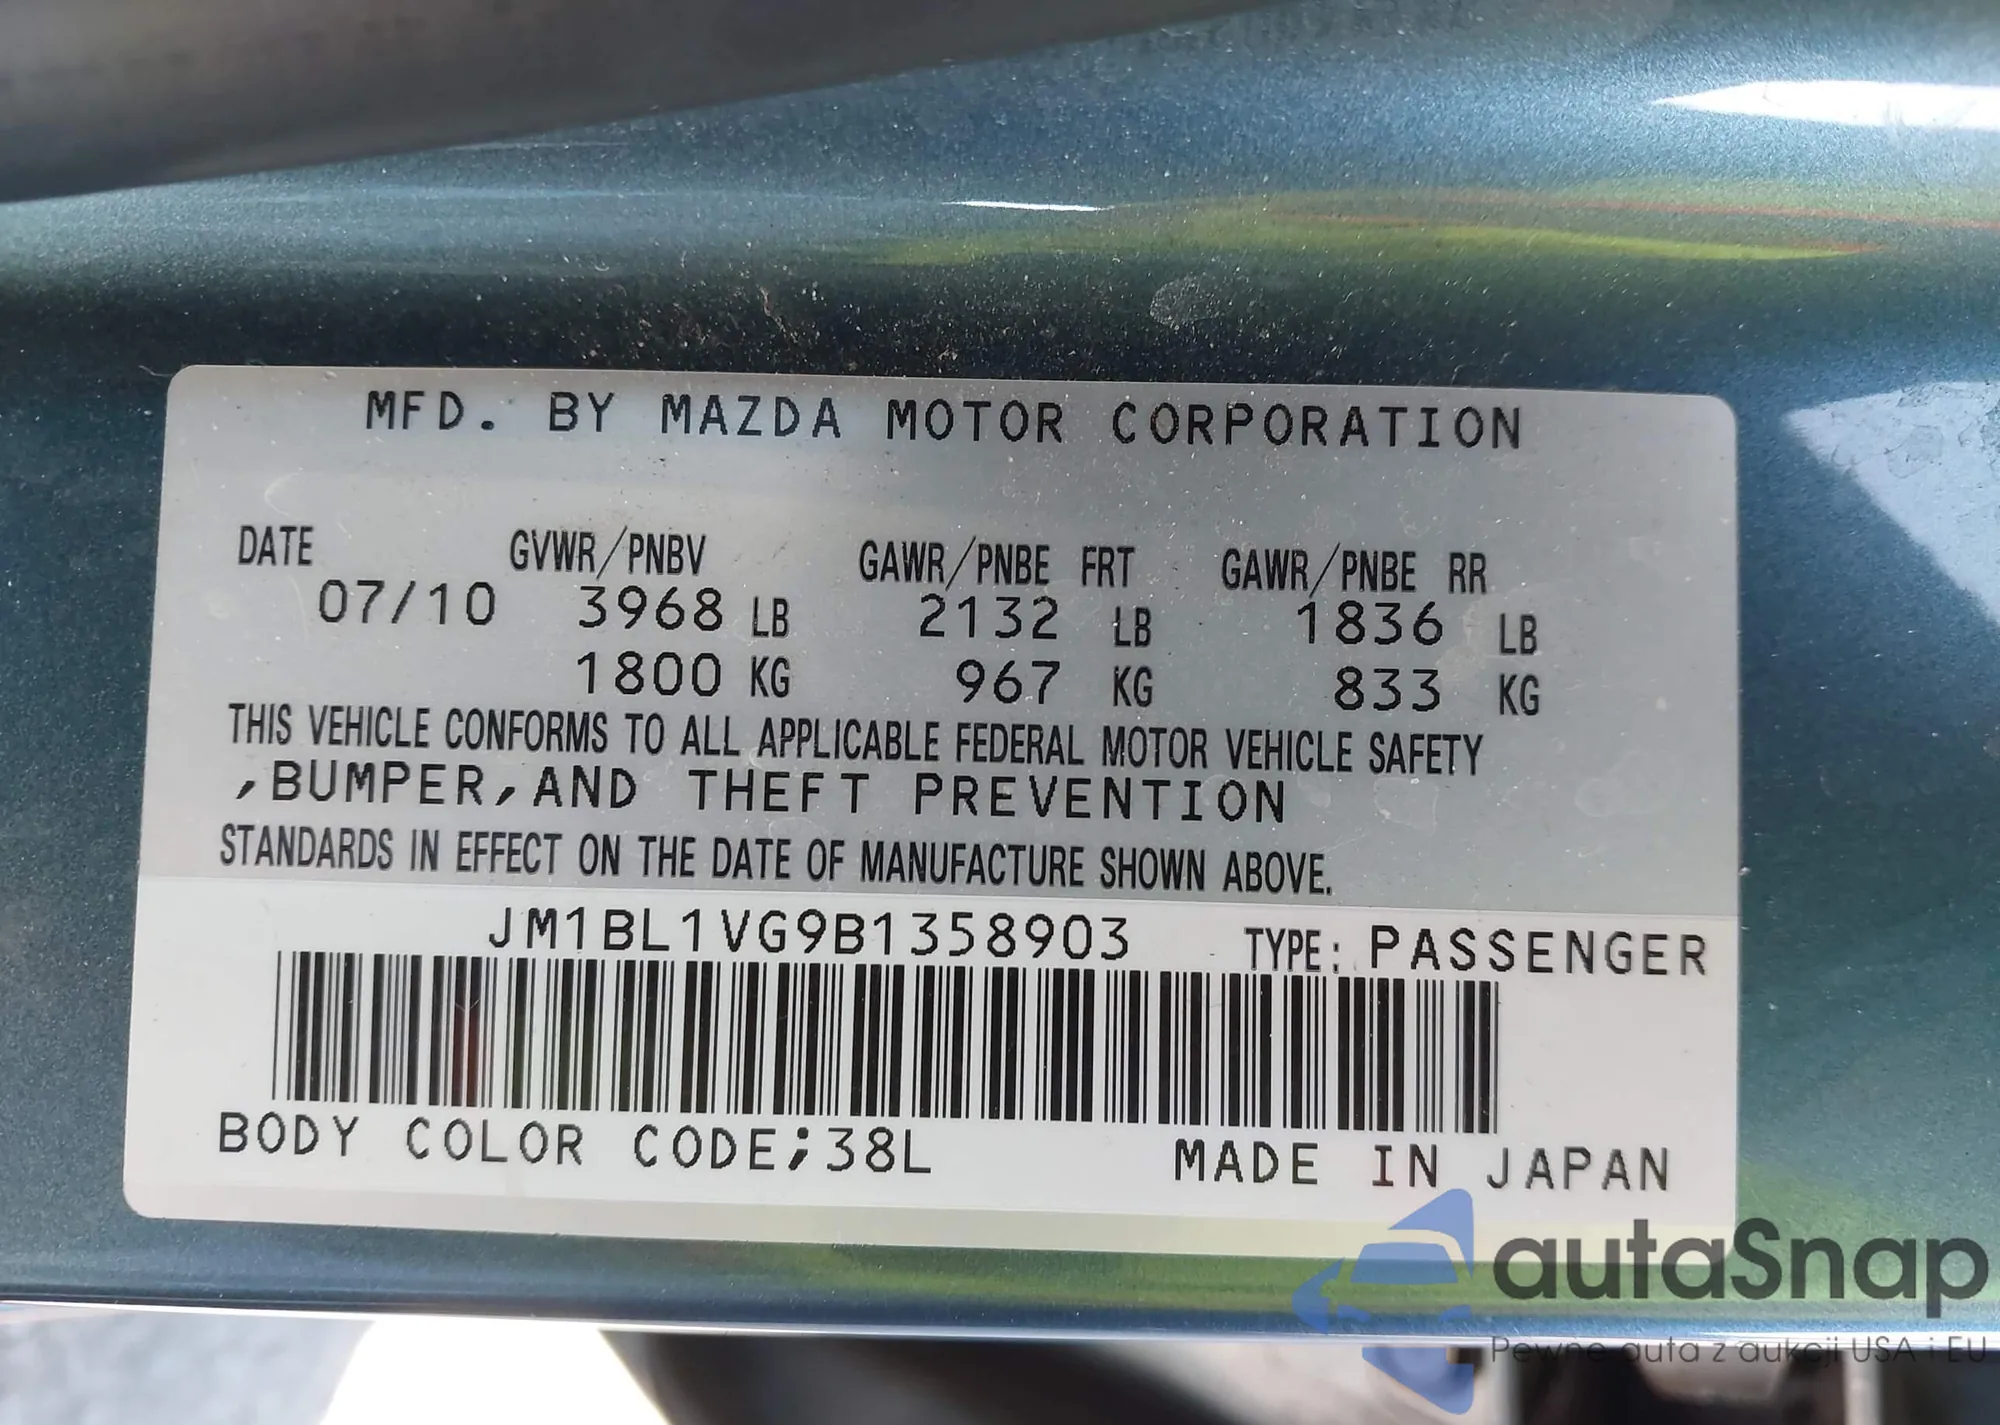 MFD. BY MAZDA MOTOR CORPORATION
DATE GVWR/PNBV GAWR/PNBE FRT GAWR/PNBE RR
07/10 3968 LB 2132 LB 1836 LB
1800 KG 967 KG 833 KG
THIS VEHICLE CONFORMS TO ALL APPLICABLE FEDERAL MOTOR VEHICLE SAFETY
,BUMPER,AND THEFT PREVENTION
STANDARDS IN EFFECT ON THE DATE OF MANUFACTURE SHOWN ABOVE.
JM1BL1VG9B1358903 TYPE: PASSENGER
BODY COLOR CODE;38L MADE IN JAPAN
autaSnap
Pewne auta z aukcji USA i EU